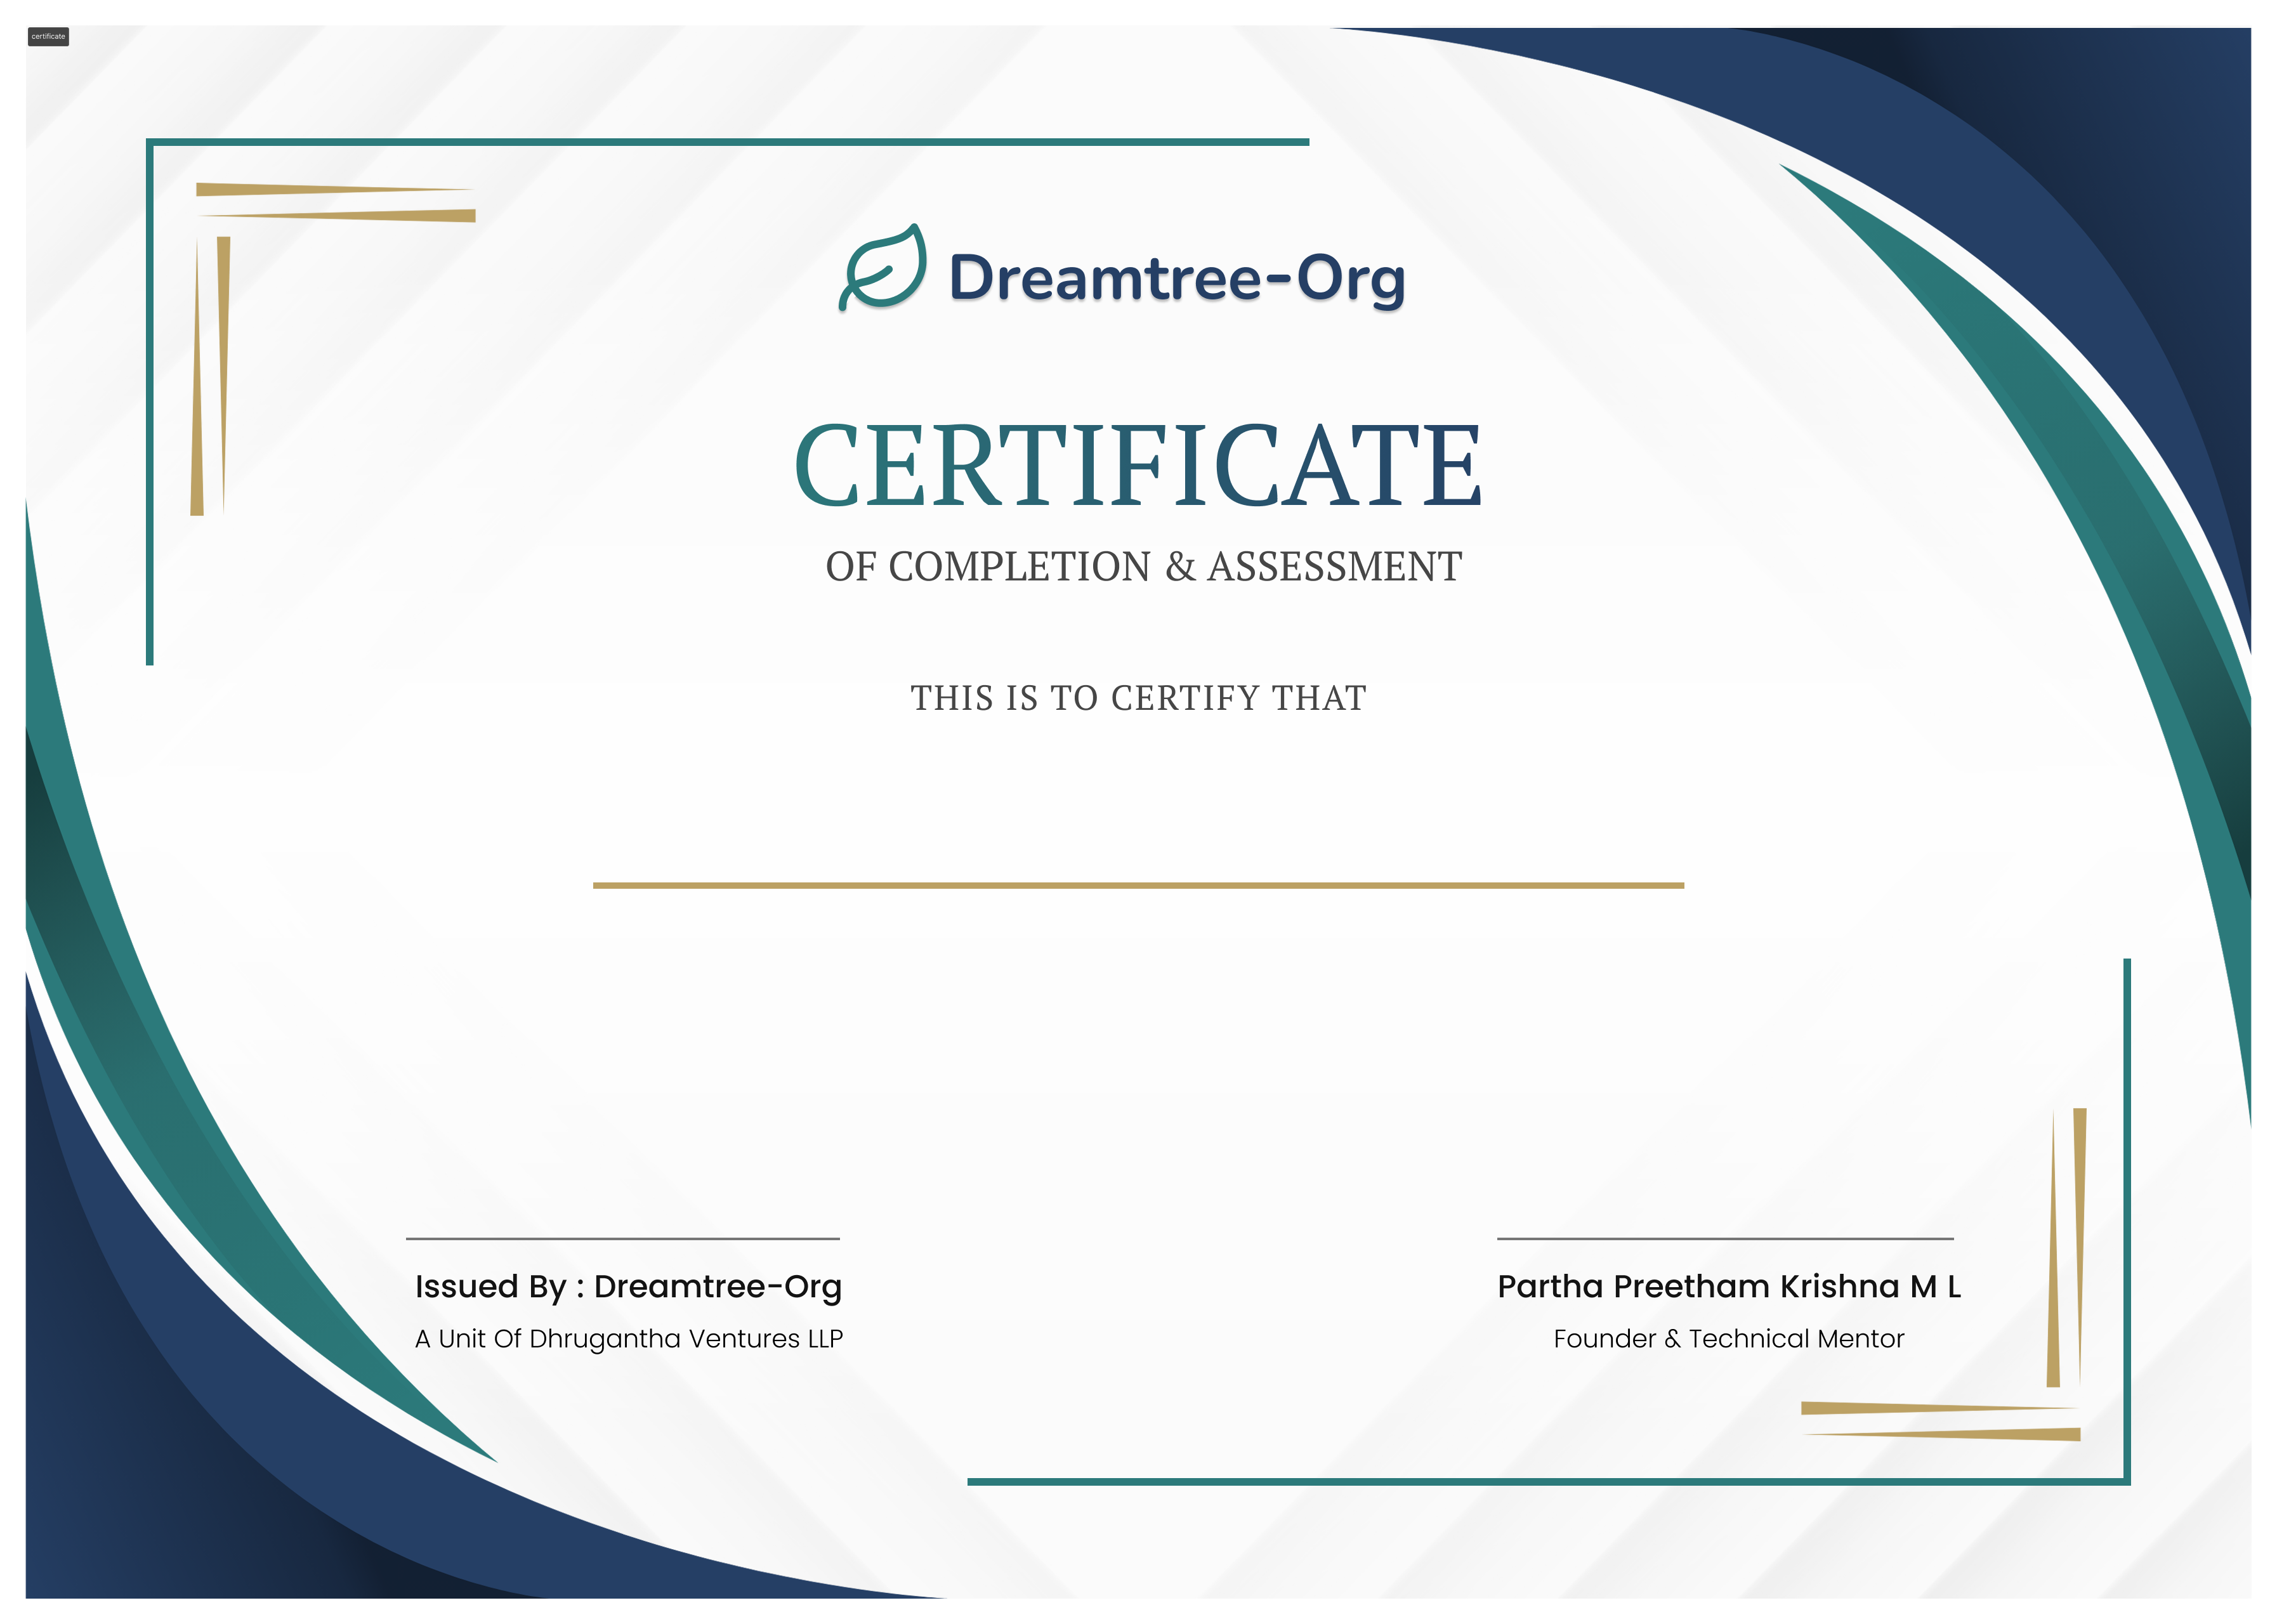 certificate
Dreamtree-Org
CERTIFICATE
OF COMPLETION & ASSESSMENT
THIS IS TO CERTIFY THAT
Issued By : Dreamtree-Org
A Unit Of Dhrugantha Ventures LLP
Partha Preetham Krishna M L
Founder & Technical Mentor